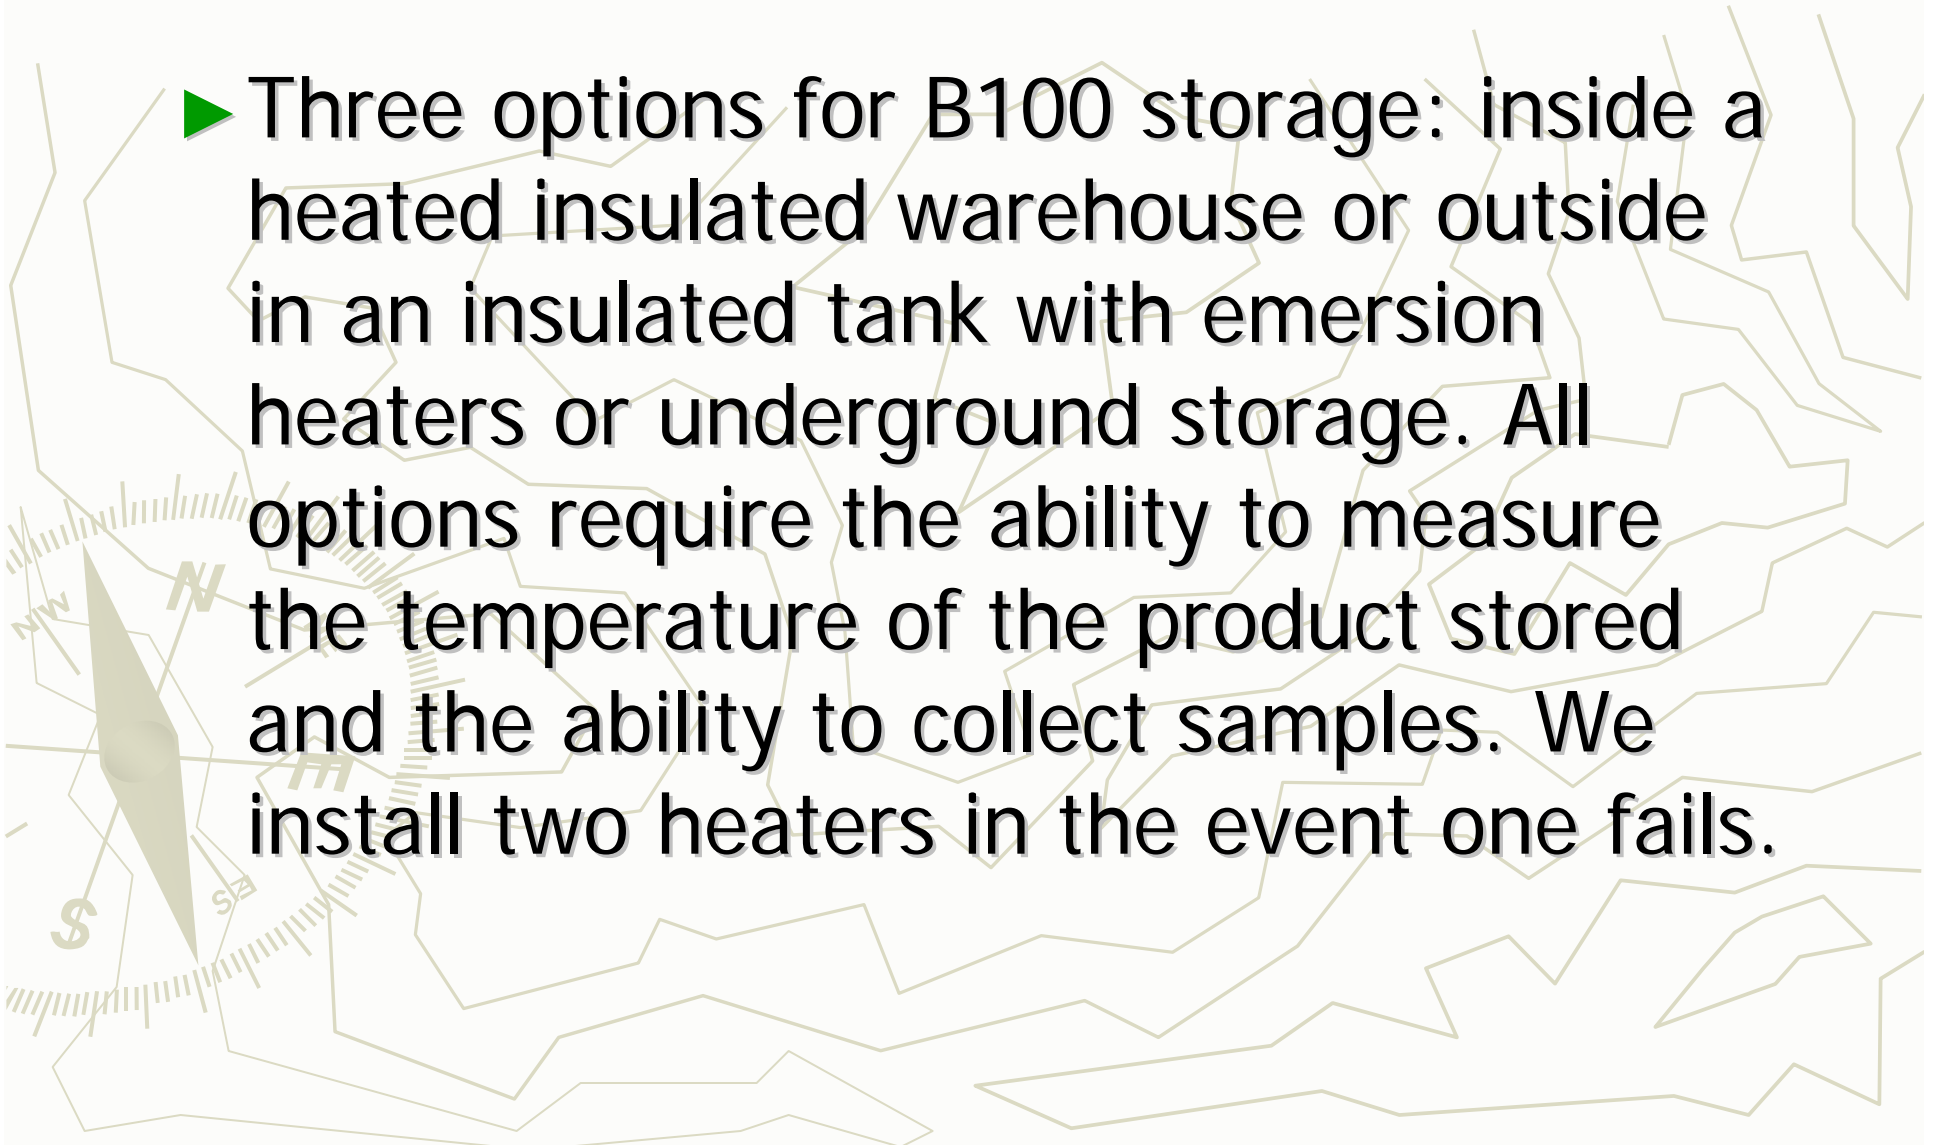 ►Three options for B100 storage: inside a
heated insulated warehouse or outside
in an insulated tank with emersion
heaters or underground storage. All
options require the ability to measure
the temperature of the product stored
and the ability to collect samples. We
install two heaters in the event one fails.
NW
N
E
SE
S